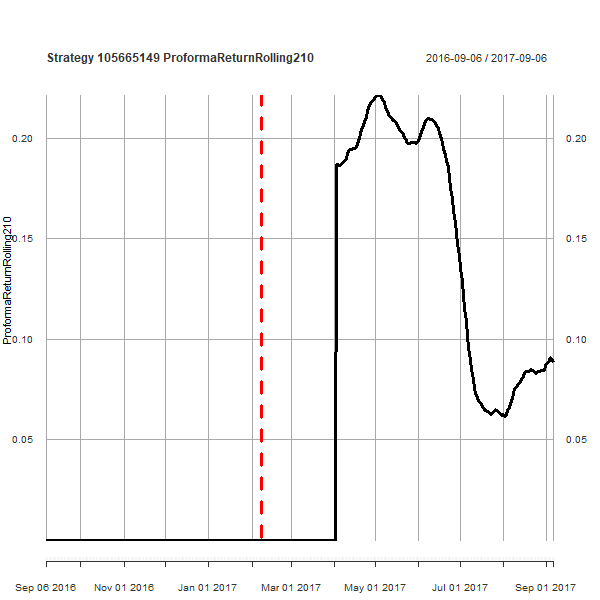 Strategy 105665149 ProformaReturnRolling210
2016-09-06 / 2017-09-06
ProformaReturnRolling210
0.20
0.15
0.10
0.05
0.20
0.15
0.10
0.05
Sep 06 2016
Nov 01 2016
Jan 01 2017
Mar 01 2017
May 01 2017
Jul 01 2017
Sep 01 2017